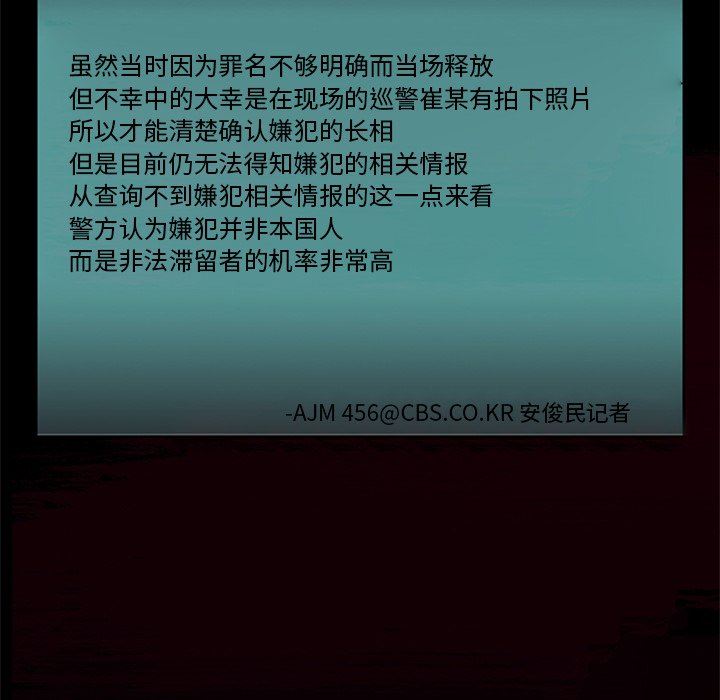 虽然当时因为罪名不够明确而当场释放
但不幸中的大幸是在现场的巡警崔某有拍下照片
所以才能清楚确认嫌犯的长相
但是目前仍无法得知嫌犯的相关情报
从查询不到嫌犯相关情报的这一点来看
警方认为嫌犯并非本国人
而是非法滞留者的机率非常高
-AJM 456@CBS.CO.KR 安俊民记者